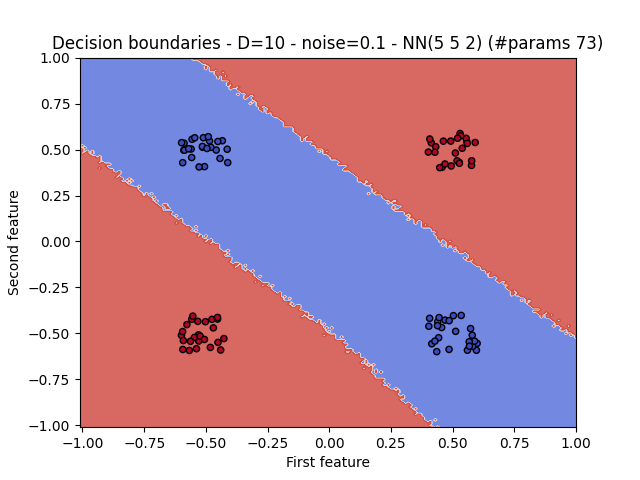 Decision boundaries - D=10 - noise=0.1 - NN(5 5 2) (#params 73)
1.00
0.75
0.50
0.25
0.00
−0.25
−0.50
−0.75
−1.00
Second feature
−1.00 −0.75 −0.50 −0.25 0.00 0.25 0.50 0.75 1.00
First feature